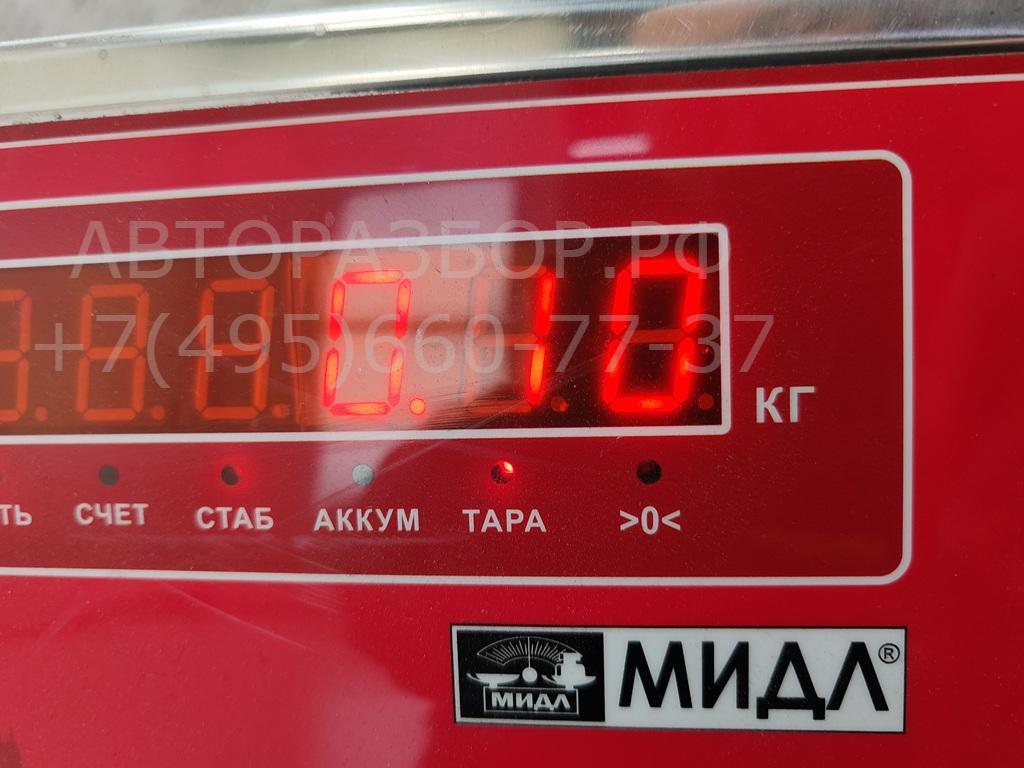 АВТОРАЗБОР.РФ
+7(495)660-77-37
0.10
КГ
СЧЕТ СТАБ АККУМ ТАРА >0<
МИДЛ МИДЛ®